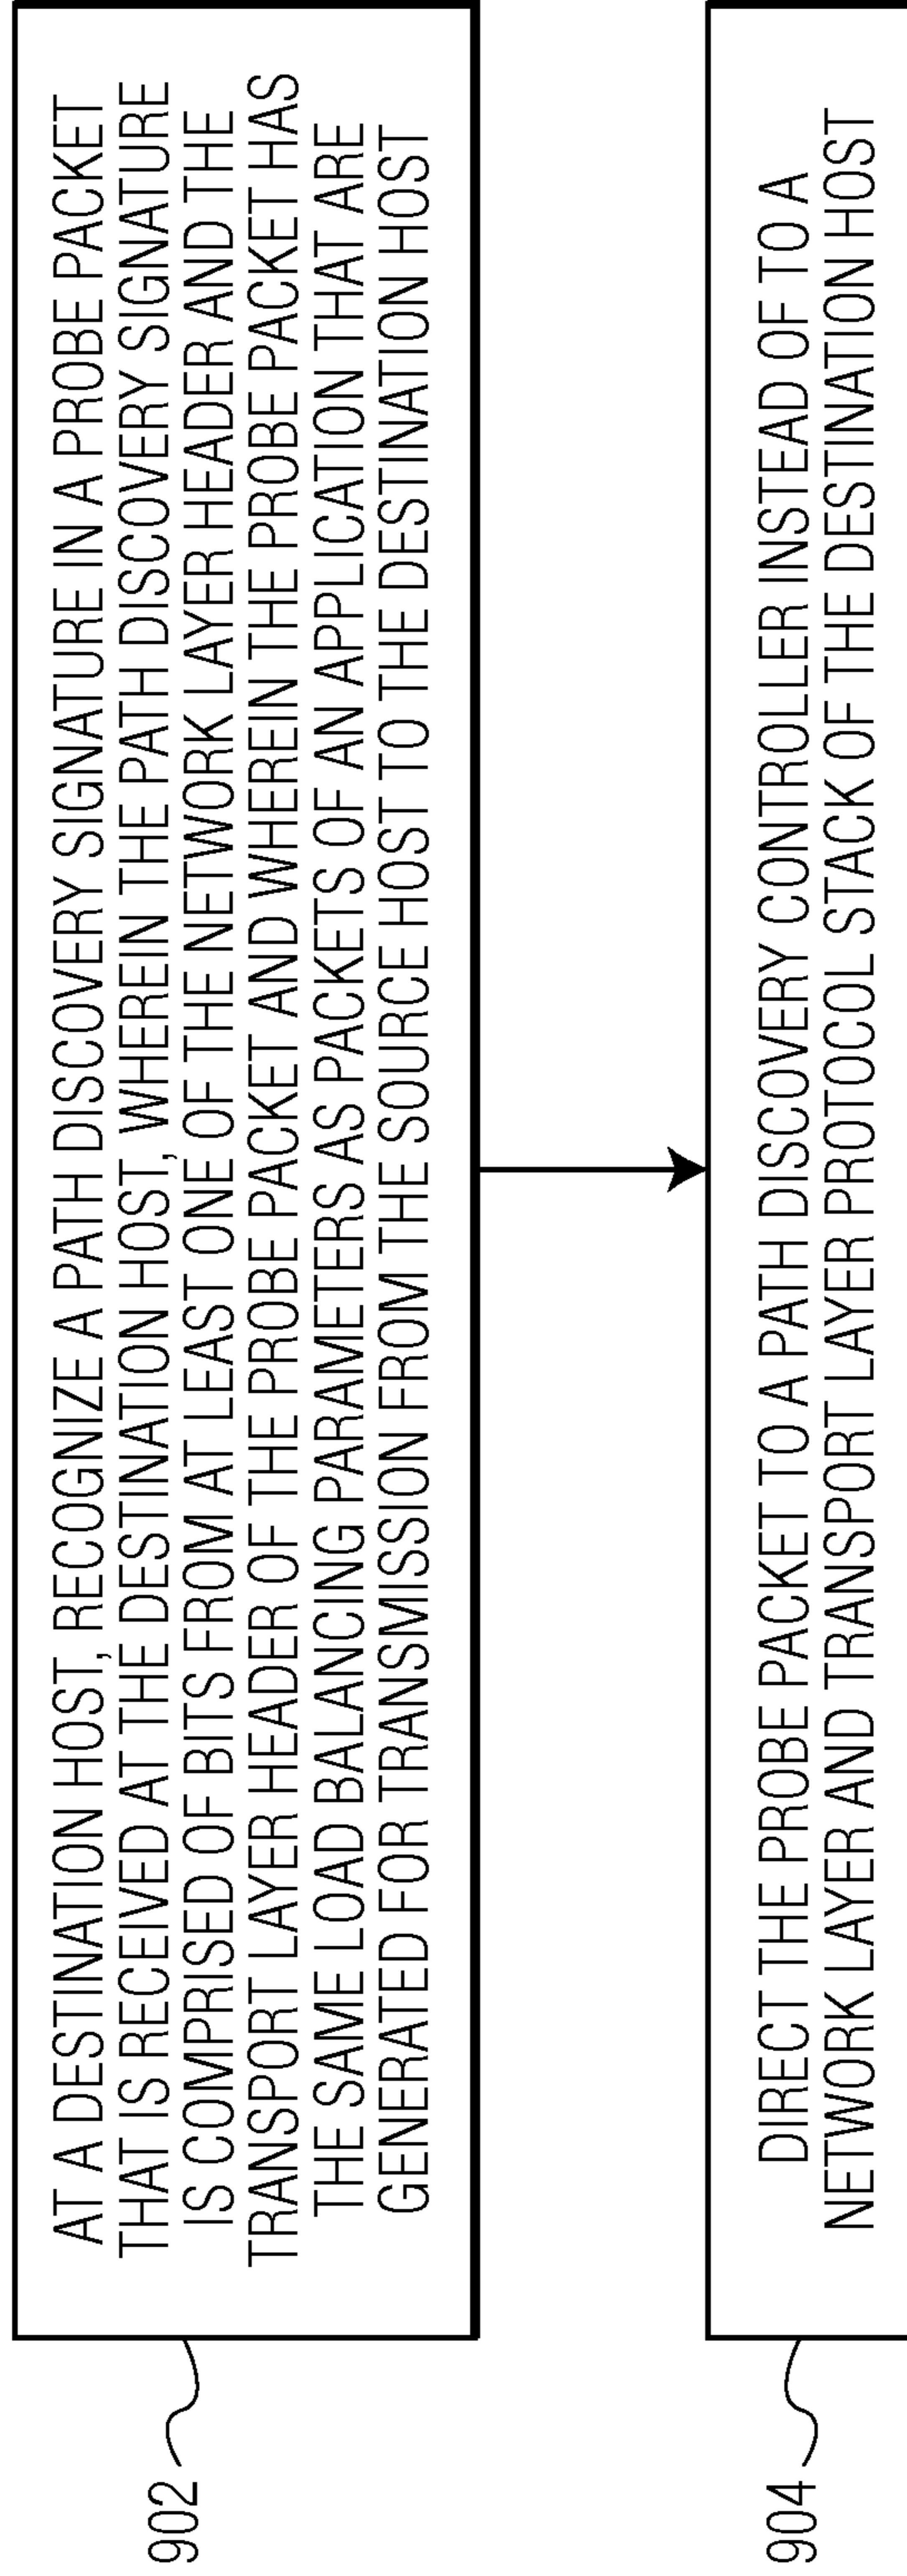 AT A DESTINATION HOST, RECOGNIZE A PATH DISCOVERY SIGNATURE IN A PROBE PACKET
THAT IS RECEIVED AT THE DESTINATION HOST, WHEREIN THE PATH DISCOVERY SIGNATURE
IS COMPRISED OF BITS FROM AT LEAST ONE OF THE NETWORK LAYER HEADER AND THE
TRANSPORT LAYER HEADER OF THE PROBE PACKET AND WHEREIN THE PROBE PACKET HAS
THE SAME LOAD BALANCING PARAMETERS AS PACKETS OF AN APPLICATION THAT ARE
GENERATED FOR TRANSMISSION FROM THE SOURCE HOST TO THE DESTINATION HOST
902
DIRECT THE PROBE PACKET TO A PATH DISCOVERY CONTROLLER INSTEAD OF TO A
NETWORK LAYER AND TRANSPORT LAYER PROTOCOL STACK OF THE DESTINATION HOST
904